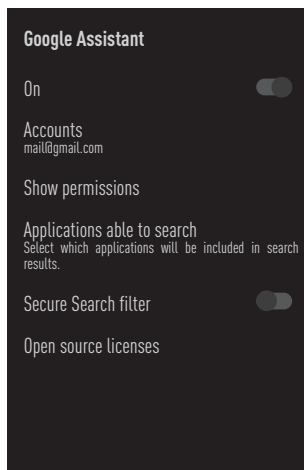 Google Assistant
On
Accounts
mail@gmail.com
Show permissions
Applications able to search
Select which applications will be included in search
results.
Secure Search filter
Open source licenses